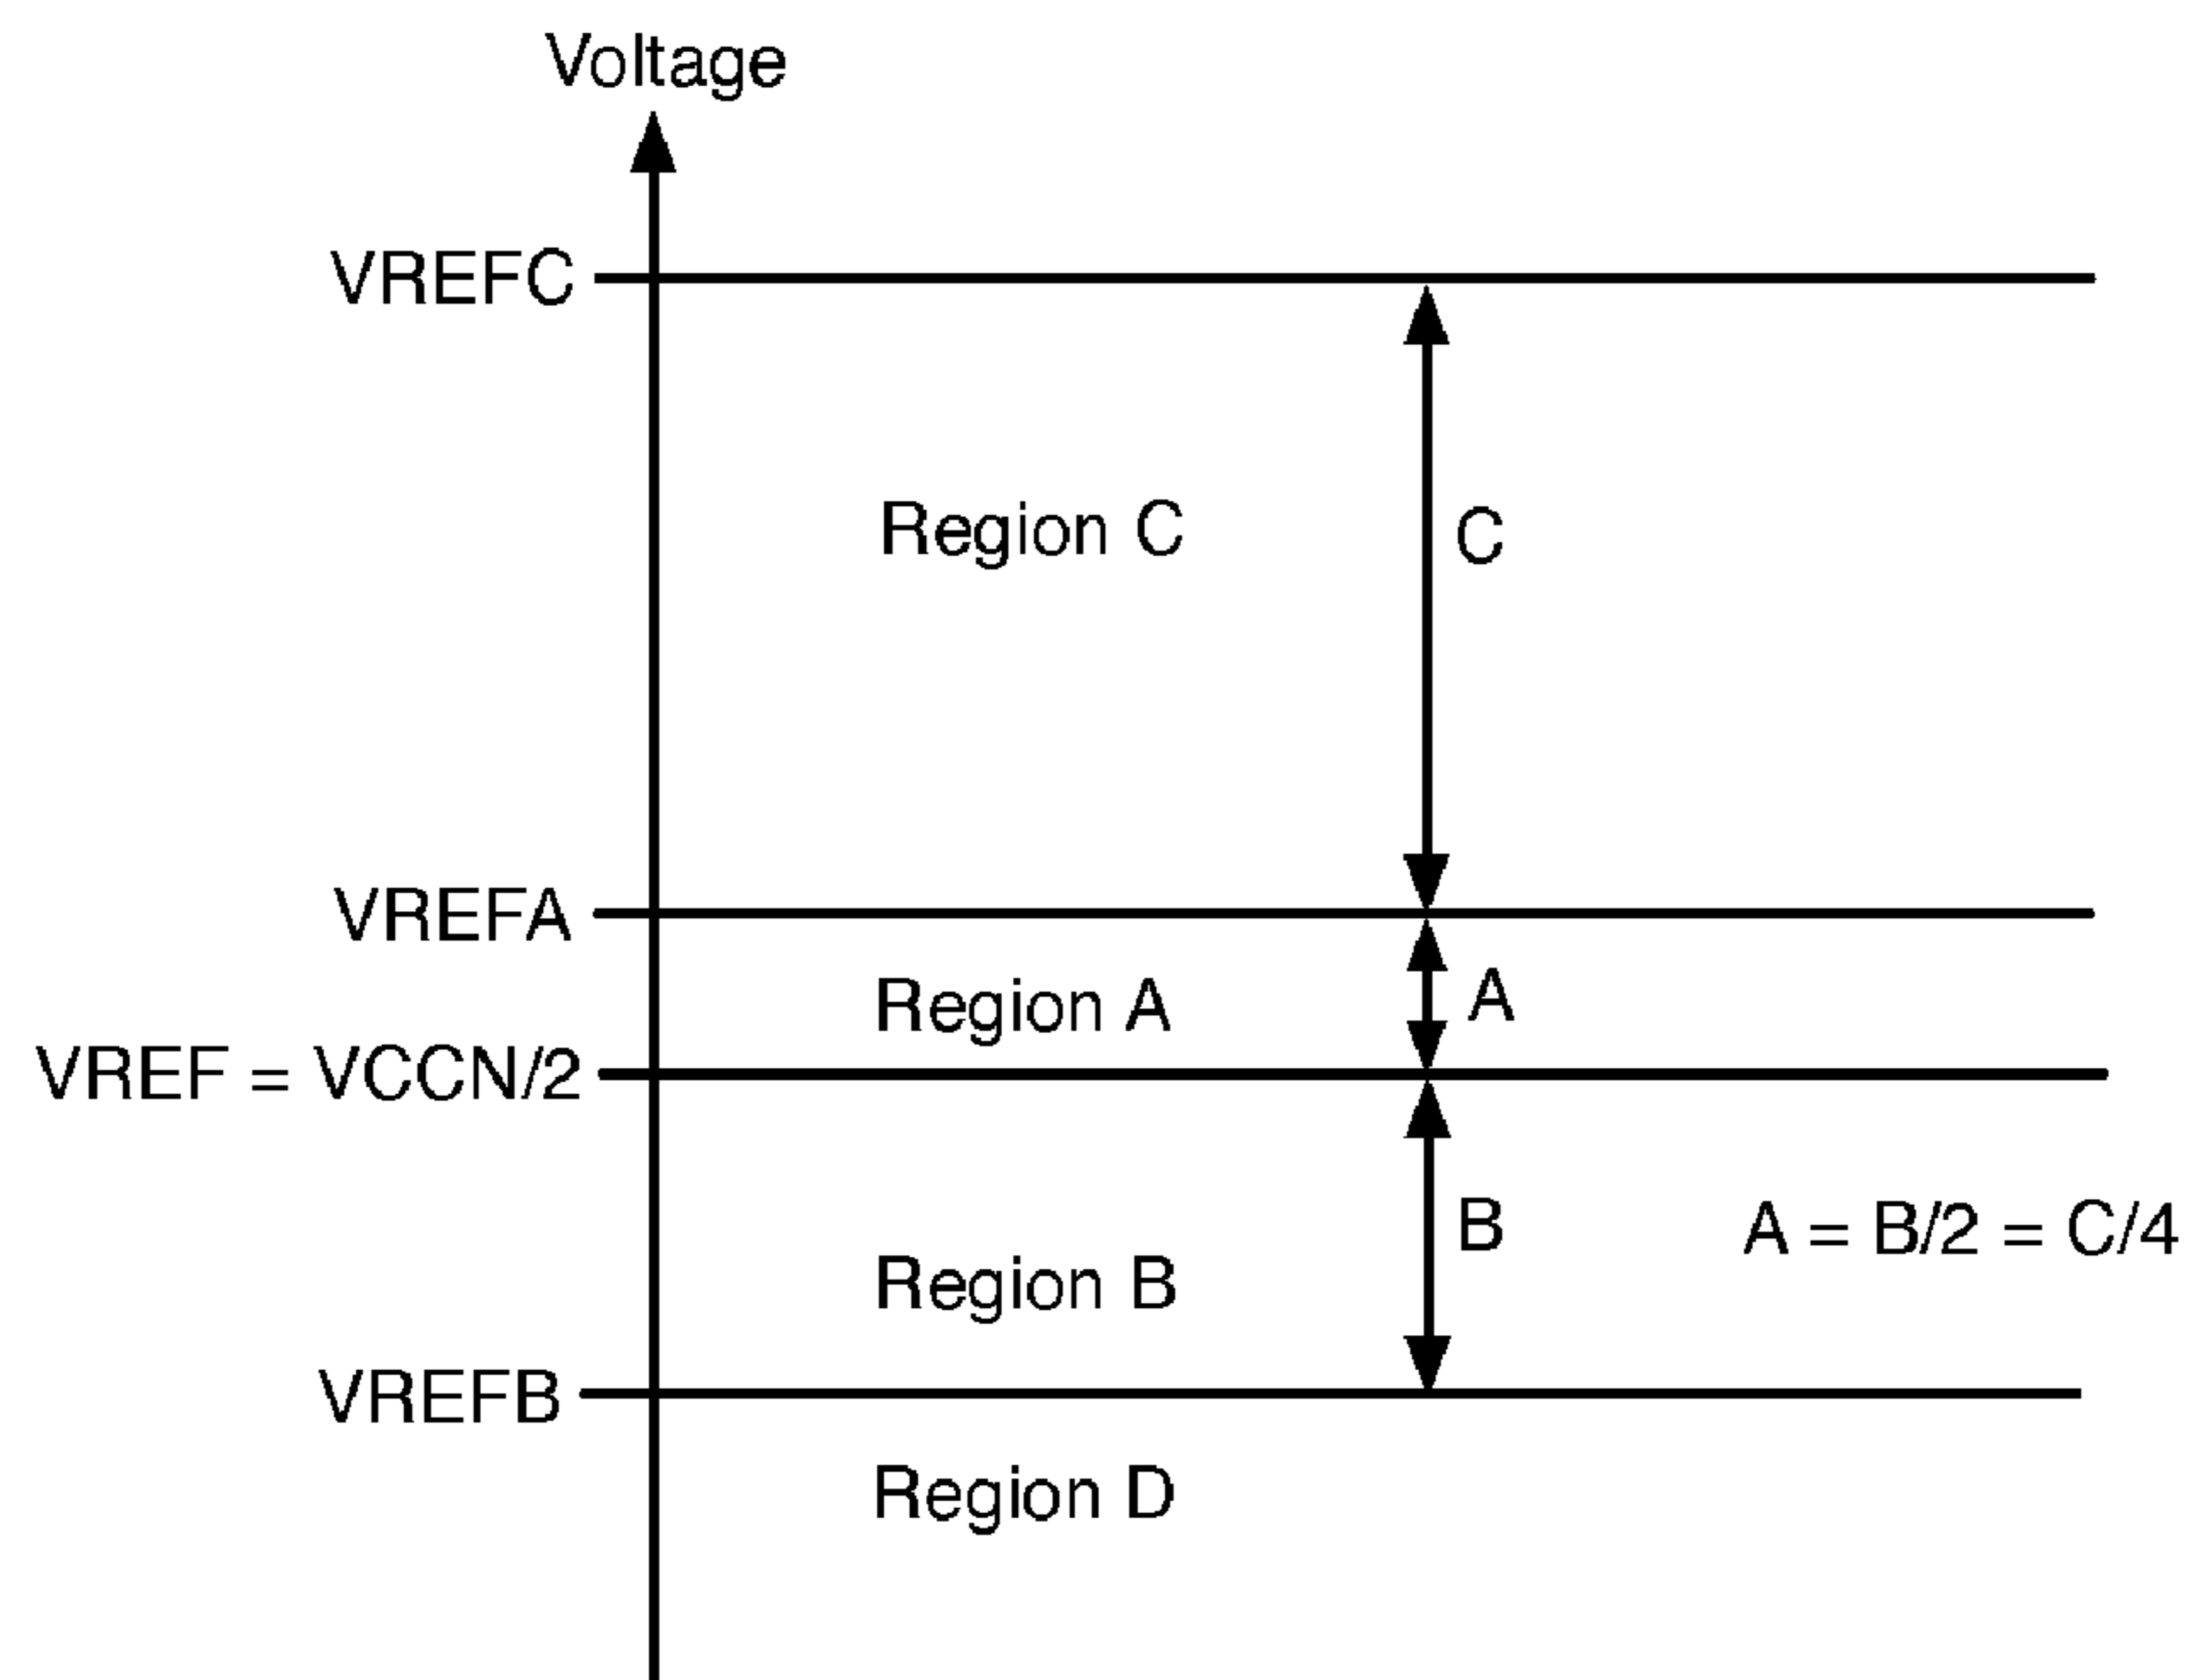 Voltage
VREFC
Region C
C
VREFA
Region A
A
VREF = VCCN/2
B
A = B/2 = C/4
Region B
VREFB
Region D